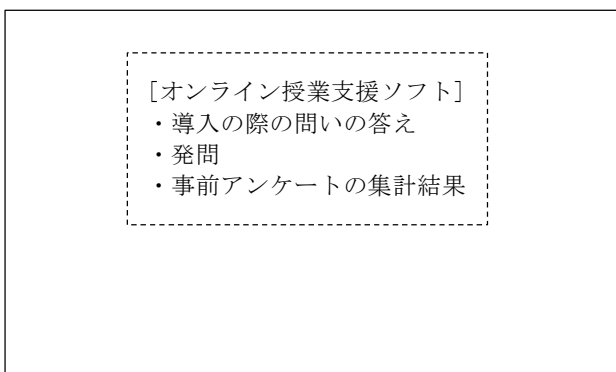 ［オンライン授業支援ソフト］
・導入の際の問いの答え
・発問
・事前アンケートの集計結果